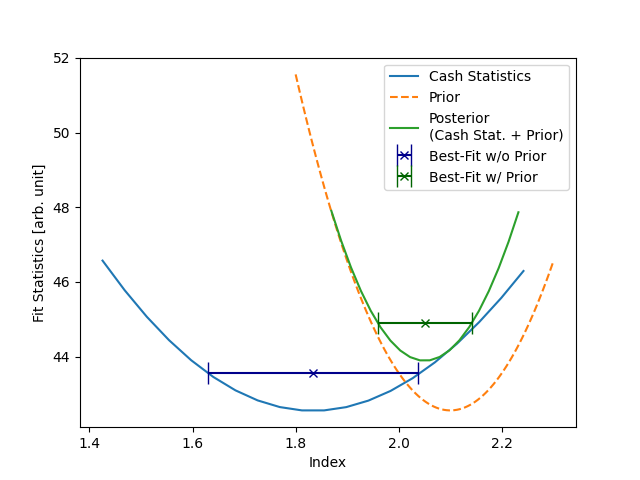 52
50
48
46
44
Fit Statistics [arb. unit]
Cash Statistics
Prior
Posterior
(Cash Stat. + Prior)
Best-Fit w/o Prior
Best-Fit w/ Prior
1.4 1.6 1.8 2.0 2.2
Index